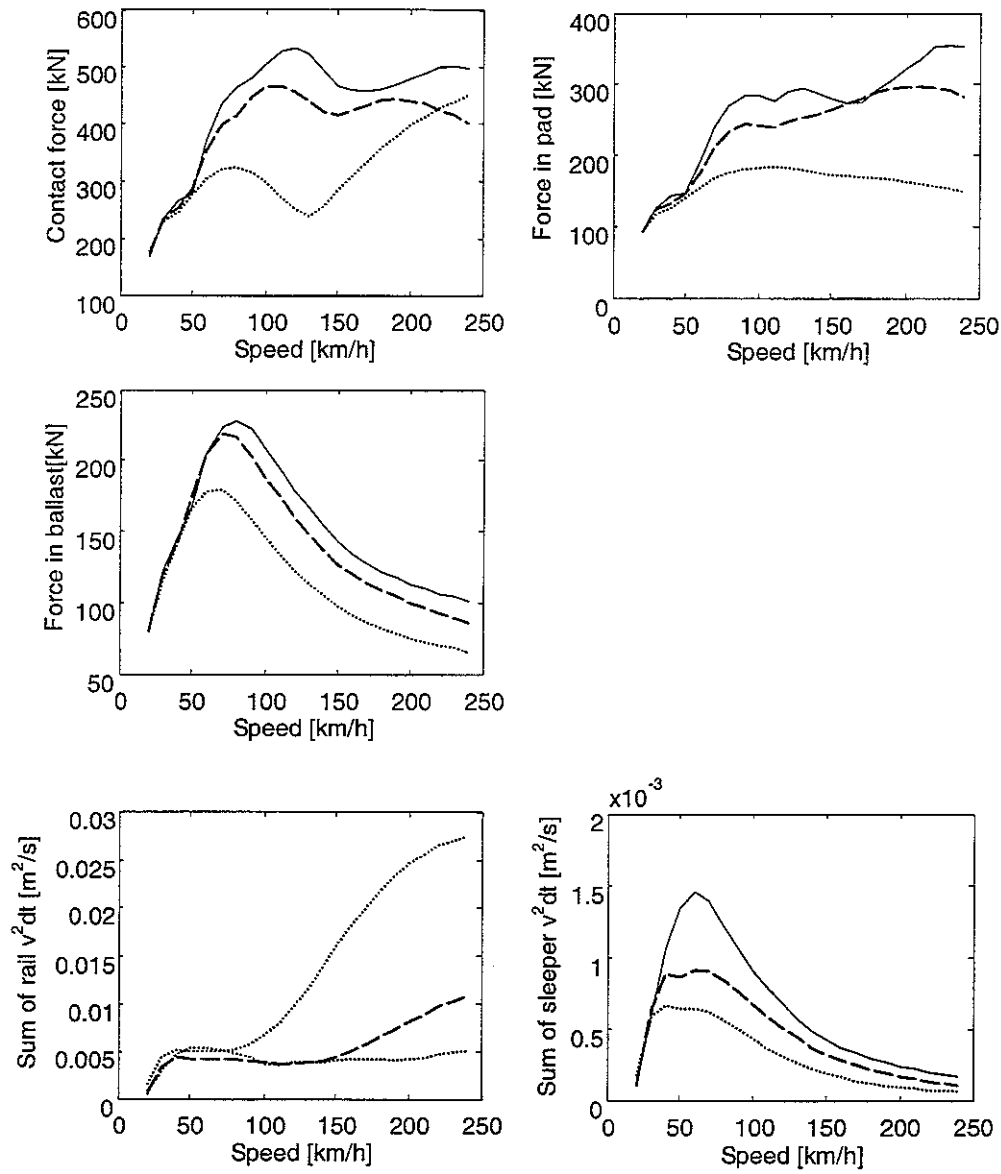 Contact force [kN]
600
500
400
300
200
100
0 50 100 150 200 250
Speed [km/h]
Force in pad [kN]
400
300
200
100
0
0 50 100 150 200 250
Speed [km/h]
Force in ballast[kN]
250
200
150
100
50
0 50 100 150 200 250
Speed [km/h]
Sum of rail v²dt [m²/s]
0.03
0.025
0.02
0.015
0.01
0.005
0
0 50 100 150 200 250
Speed [km/h]
Sum of sleeper v²dt [m²/s]
x10⁻³
2
1.5
1
0.5
0
0 50 100 150 200 250
Speed [km/h]